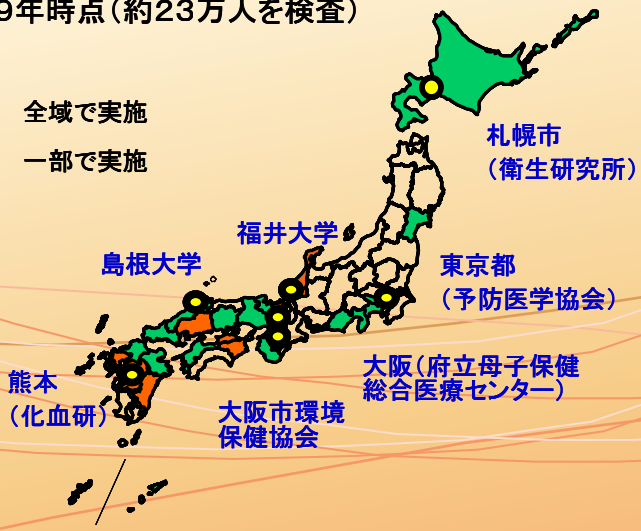 9年時点(約23万人を検査)
全域で実施
一部で実施
札幌市
(衛生研究所)
福井大学
島根大学
東京都
(予防医学協会)
大阪(府立母子保健
総合医療センター)
熊本
(化血研)
大阪市環境
保健協会